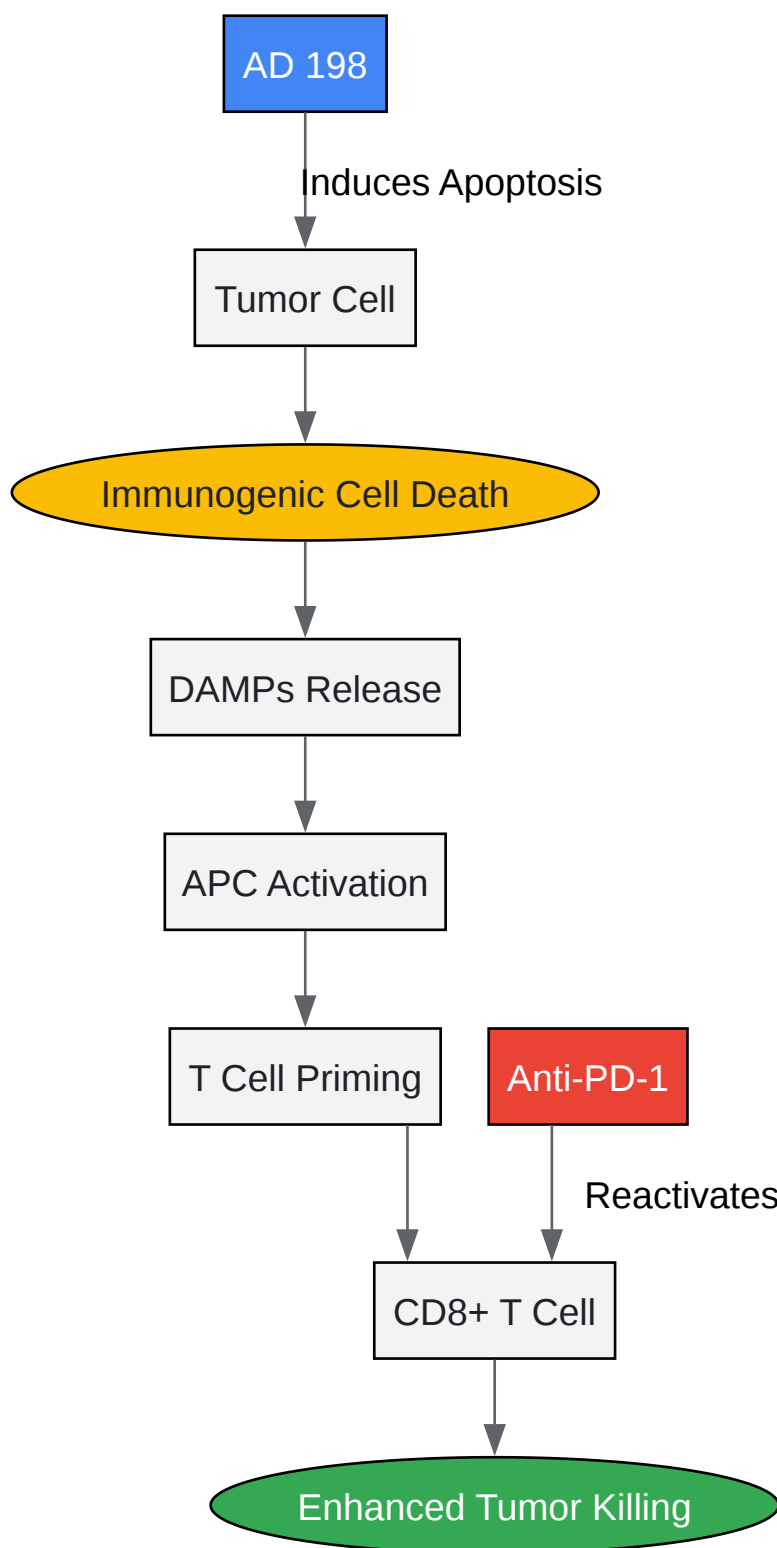 AD 198
Induces Apoptosis
Tumor Cell
Immunogenic Cell Death
DAMPs Release
APC Activation
T Cell Priming
Anti-PD-1
Reactivates
CD8+ T Cell
Enhanced Tumor Killing